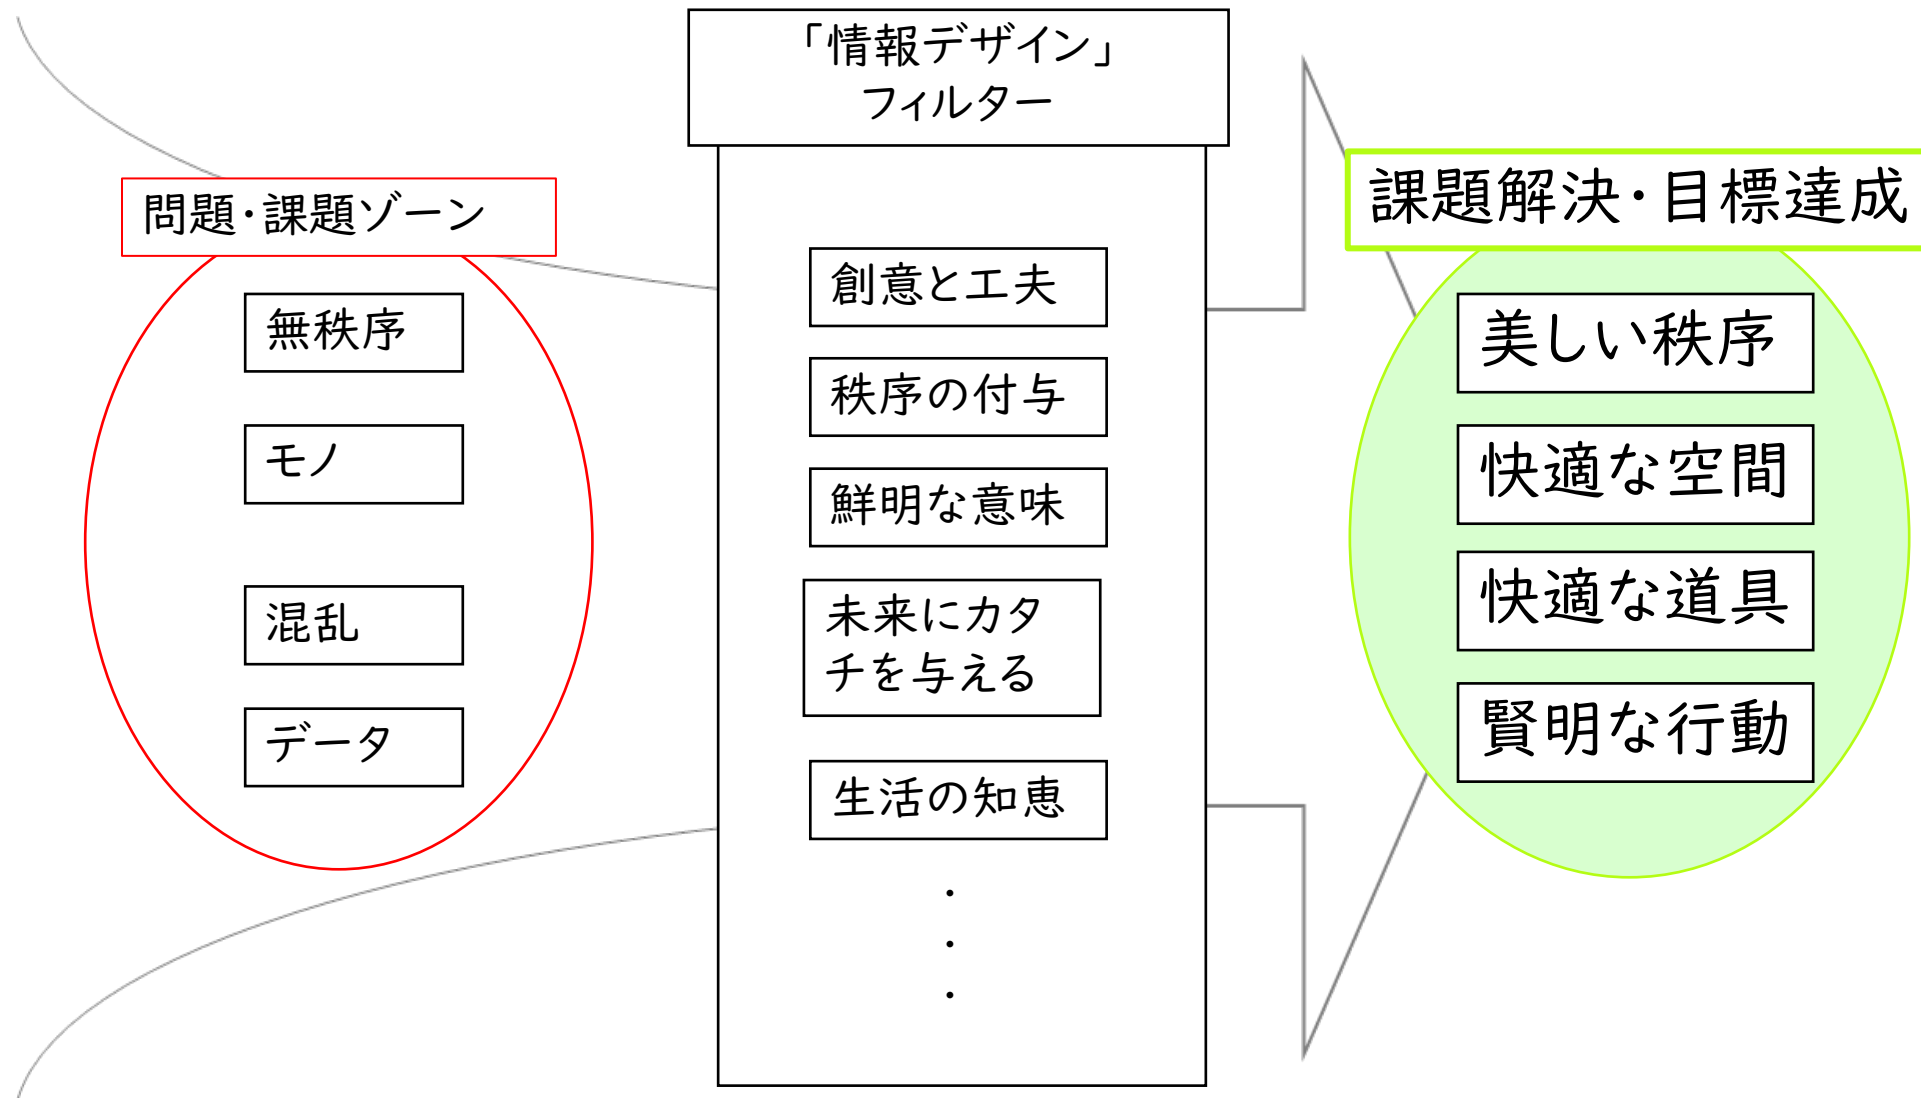 「情報デザイン」
フィルター
問題・課題ゾーン
無秩序
モノ
混乱
データ
創意と工夫
秩序の付与
鮮明な意味
未来にカタ
チを与える
生活の知恵
・
・
・
課題解決・目標達成
美しい秩序
快適な空間
快適な道具
賢明な行動